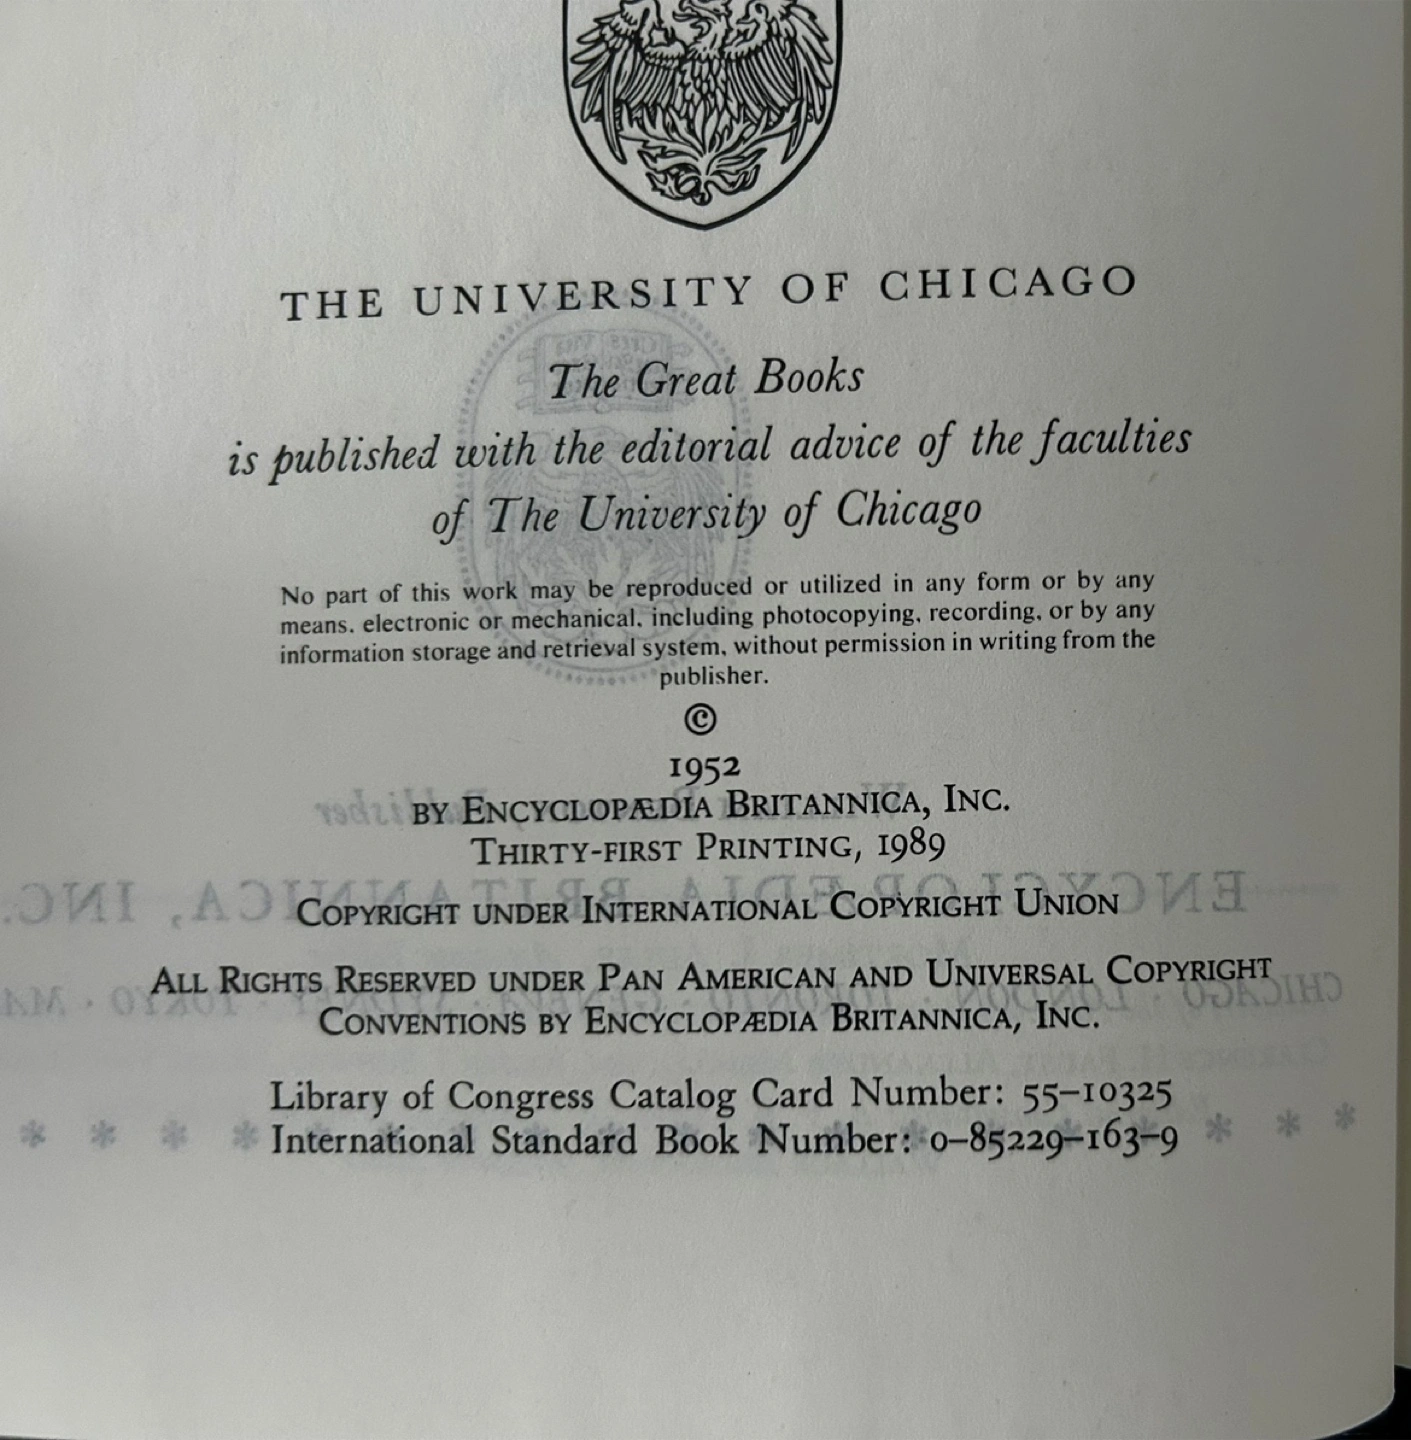 THE UNIVERSITY OF CHICAGO
The Great Books
is published with the editorial advice of the faculties
of The University of Chicago
No part of this work may be reproduced or utilized in any form or by any
means, electronic or mechanical, including photocopying, recording, or by any
information storage and retrieval system, without permission in writing from the
publisher.
©
1952
BY ENCYCLOPÆDIA BRITANNICA, INC.
THIRTY-FIRST PRINTING, 1989
COPYRIGHT UNDER INTERNATIONAL COPYRIGHT UNION
ALL RIGHTS RESERVED UNDER PAN AMERICAN AND UNIVERSAL COPYRIGHT
CONVENTIONS BY ENCYCLOPÆDIA BRITANNICA, INC.
Library of Congress Catalog Card Number: 55-10325
International Standard Book Number: 0-85229-163-9